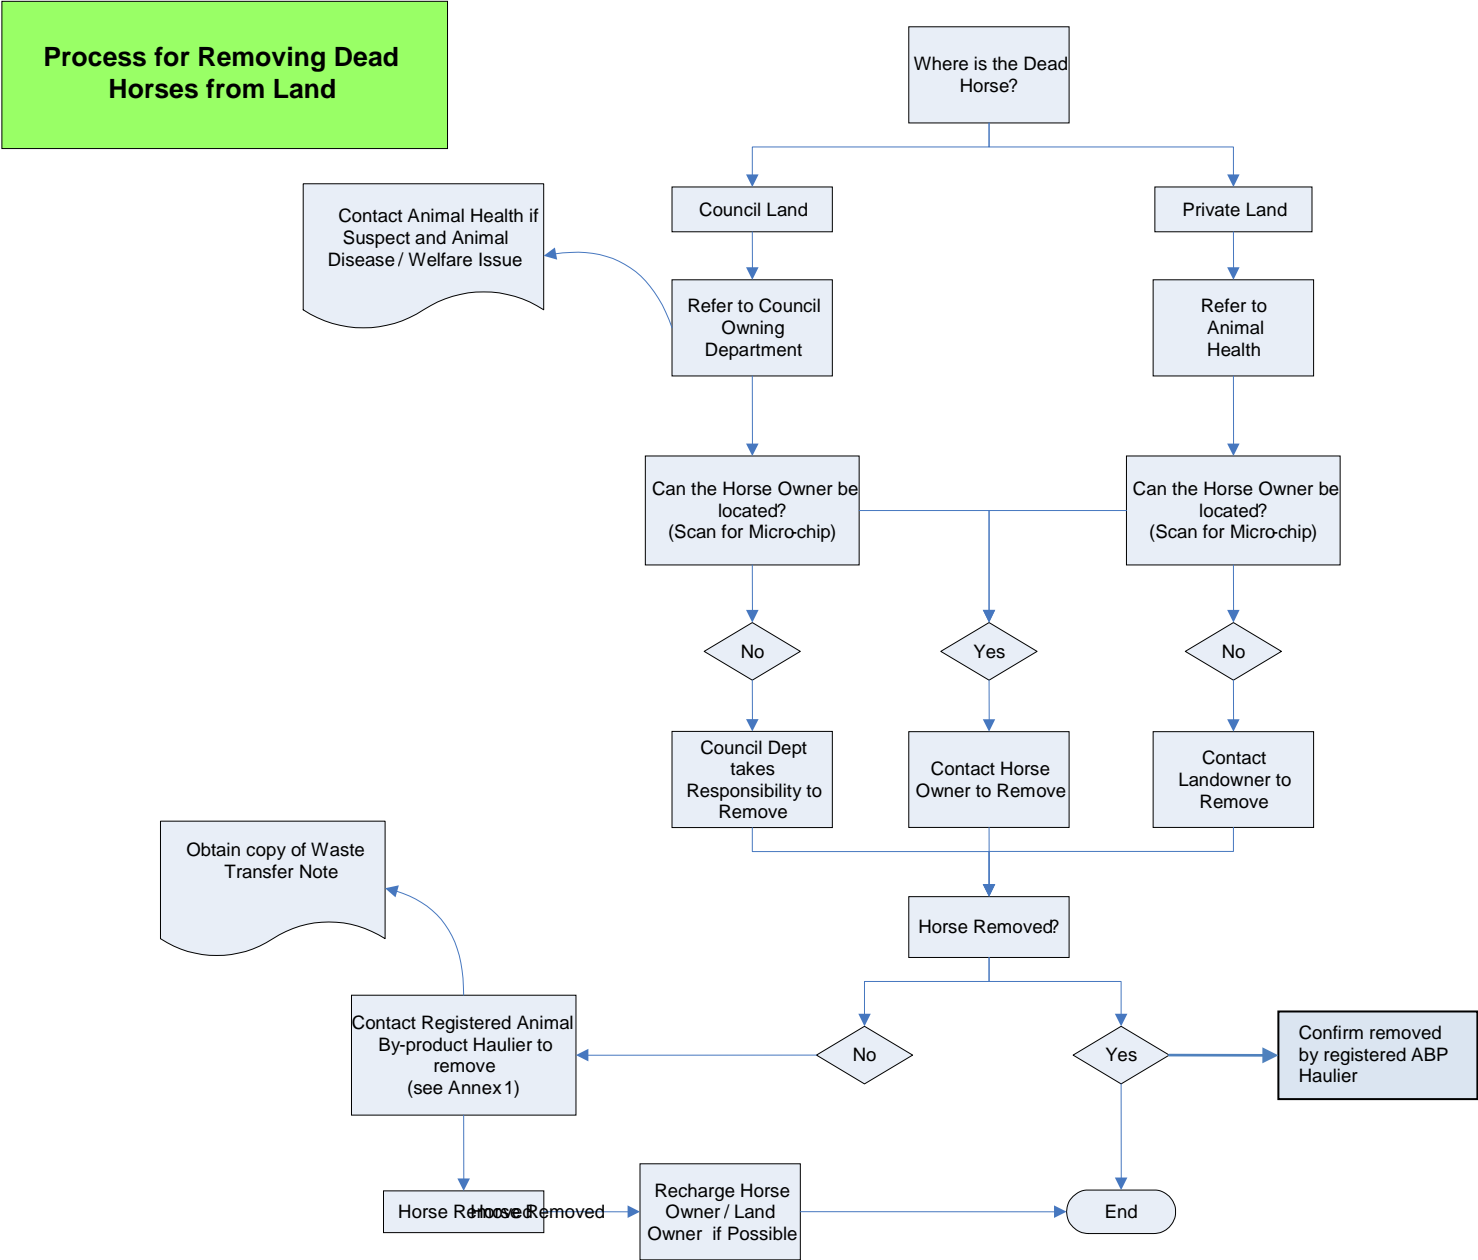 Process for Removing Dead
Horses from Land
Where is the Dead
Horse?
Council Land
Private Land
Contact Animal Health if
Suspect and Animal
Disease / Welfare Issue
Refer to Council
Owning
Department
Refer to
Animal
Health
Can the Horse Owner be
located?
(Scan for Micro-chip)
Can the Horse Owner be
located?
(Scan for Micro-chip)
No
Yes
No
Council Dept
takes
Responsibility to
Remove
Contact Horse
Owner to Remove
Contact
Landowner to
Remove
Obtain copy of Waste
Transfer Note
Horse Removed?
Contact Registered Animal
By-product Haulier to
remove
(see Annex 1)
No
Yes
Confirm removed
by registered ABP
Haulier
Horse Removed
Horse Removed
Recharge Horse
Owner / Land
Owner if Possible
End